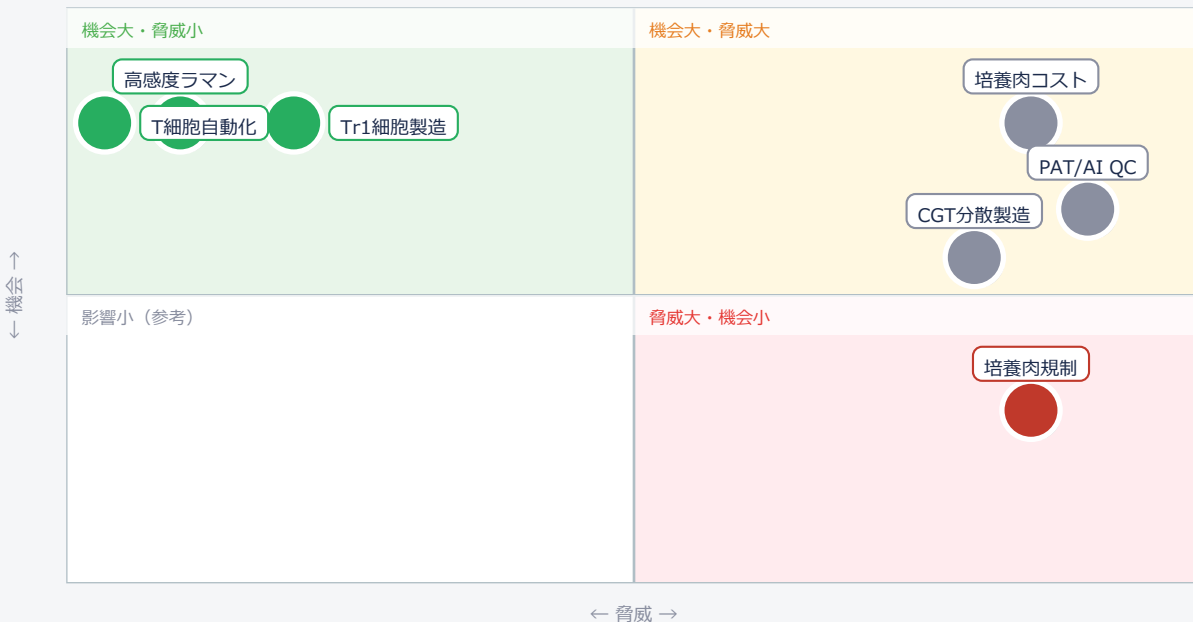 機会大・脅威小
機会大・脅威大
高感度ラマン
T細胞自動化
Tr1細胞製造
培養肉コスト
PAT/AI QC
CGT分散製造
影響小（参考）
脅威大・機会小
培養肉規制
← 機会 →
← 脅威 →